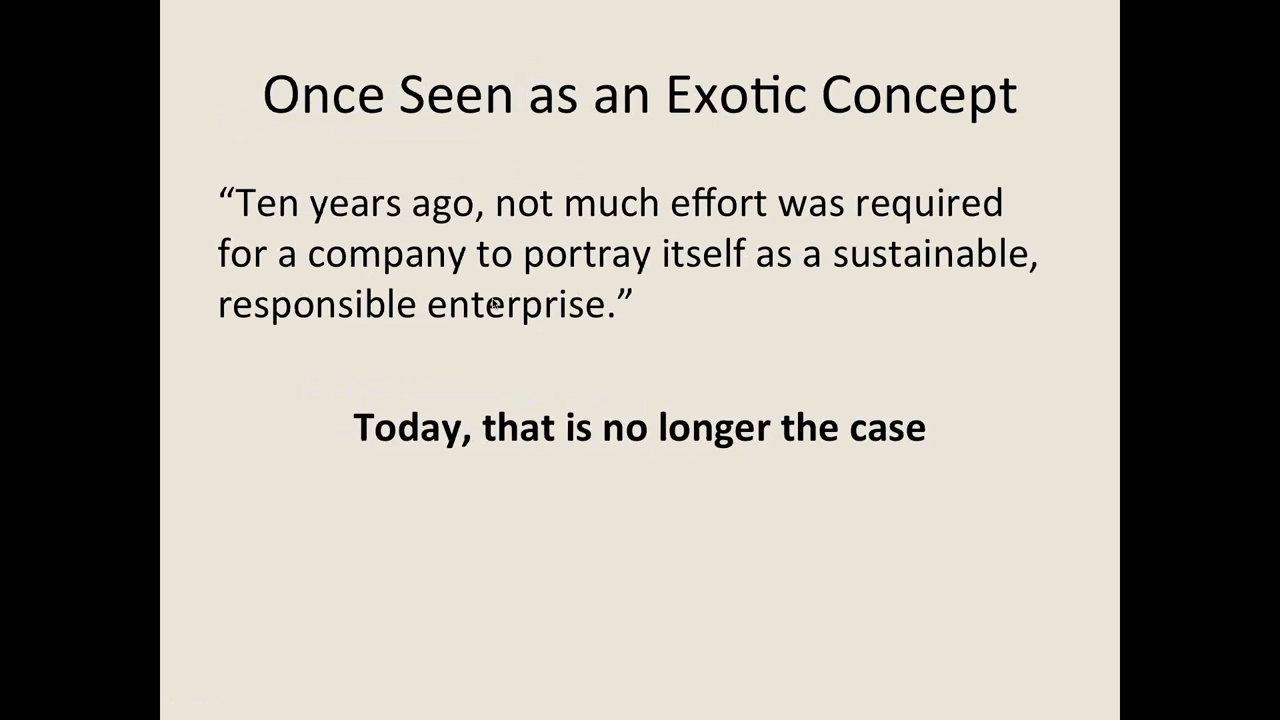 Once Seen as an Exotic Concept
“Ten years ago, not much effort was required
for a company to portray itself as a sustainable,
responsible enterprise.”
Today, that is no longer the case